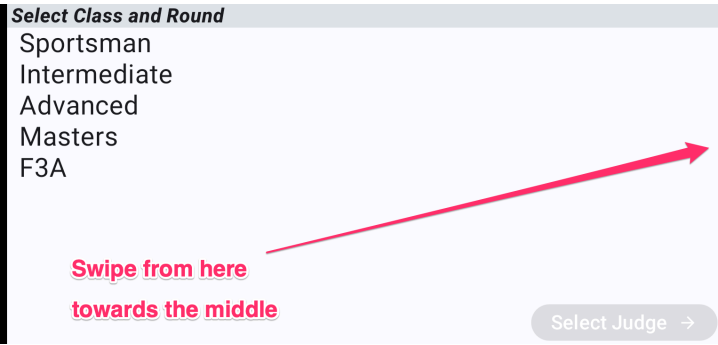 Select Class and Round
Sportsman
Intermediate
Advanced
Masters
F3A
Swipe from here
towards the middle
Select Judge →